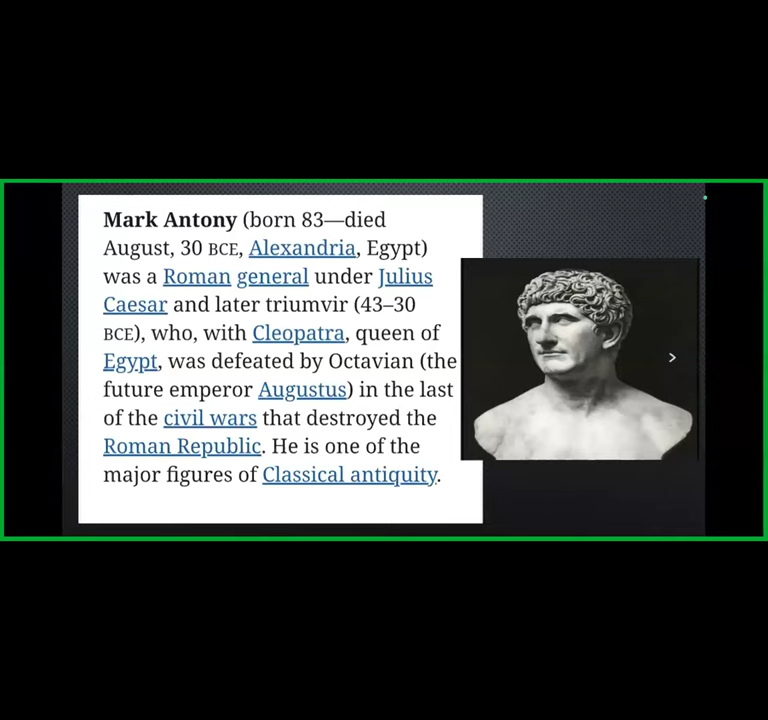 Mark Antony (born 83—died
August, 30 BCE, Alexandria, Egypt)
was a Roman general under Julius
Caesar and later triumvir (43–30
BCE), who, with Cleopatra, queen of
Egypt, was defeated by Octavian (the
future emperor Augustus) in the last
of the civil wars that destroyed the
Roman Republic. He is one of the
major figures of Classical antiquity.